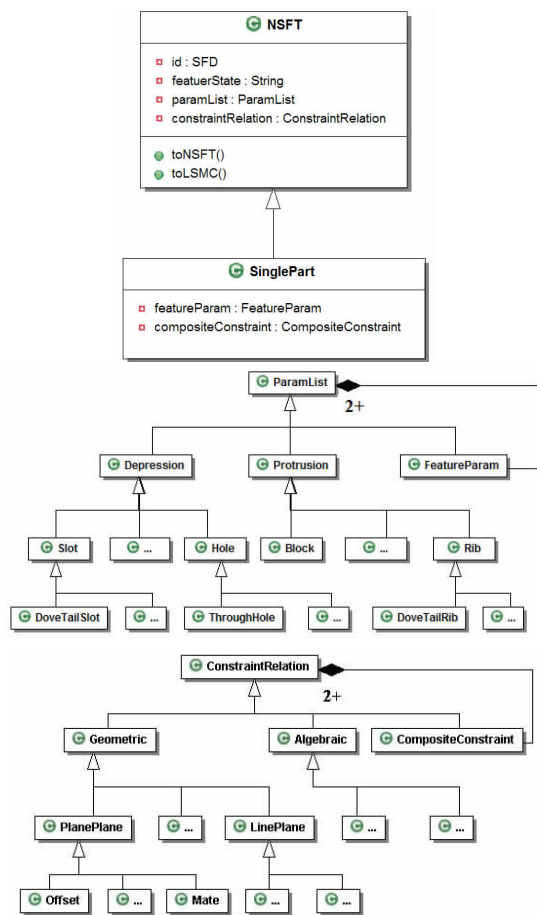 NSFT
id : SFD
featuerState : String
paramList : ParamList
constraintRelation : ConstraintRelation
toNSFT()
toLSMC()
SinglePart
featureParam : FeatureParam
compositeConstraint : CompositeConstraint
ParamList
2+
Depression
Protrusion
FeatureParam
Slot
...
Hole
Block
...
Rib
DoveTailSlot
...
ThroughHole
...
DoveTailRib
...
ConstraintRelation
2+
Geometric
Algebraic
CompositeConstraint
PlanePlane
...
LinePlane
...
...
Offset
...
Mate
...
...